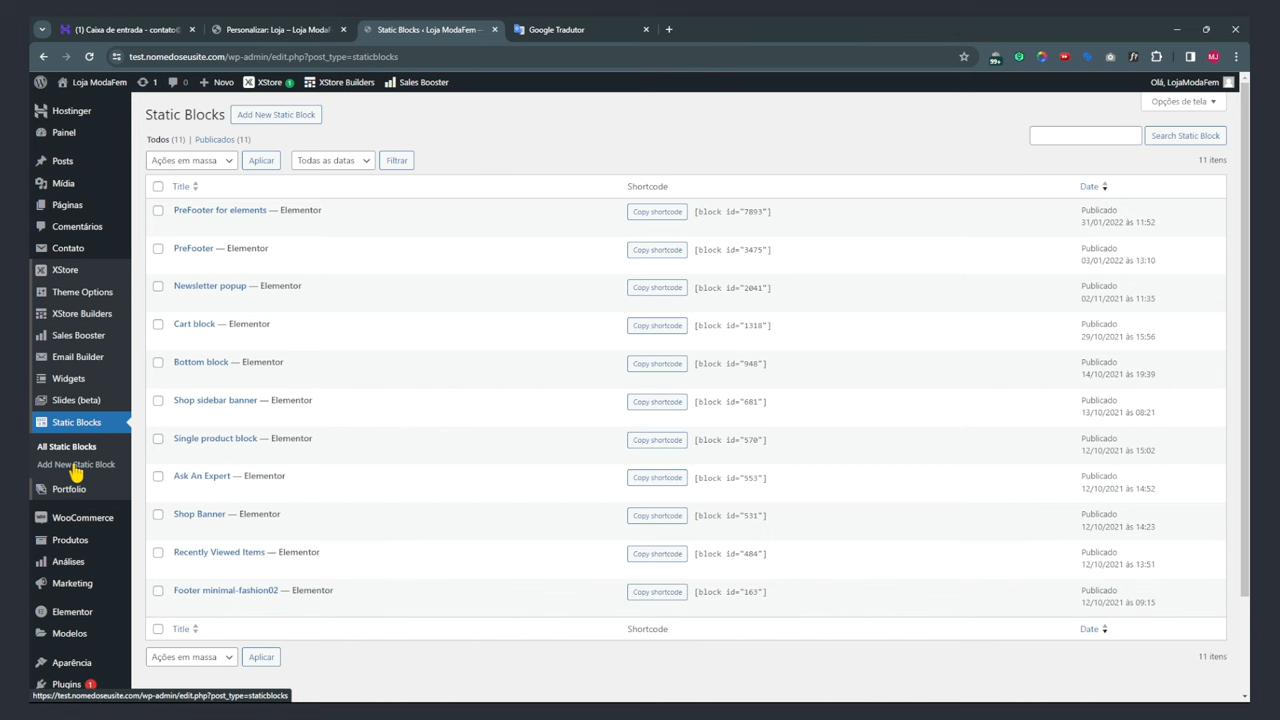 (1) Caixa de entrada - contato@
Personalizar: Loja – Loja ModaF
Static Blocks ‹ Loja ModaFem —
Google Tradutor
test.nomedoseusite.com/wp-admin/edit.php?post_type=staticblocks
99+
MJ
Loja ModaFem
1
0
Novo
XStore 1
XStore Builders
Sales Booster
Olá, LojaModaFem
Hostinger
Painel
Posts
Mídia
Páginas
Comentários
Contato
XStore
Theme Options
XStore Builders
Sales Booster
Email Builder
Widgets
Slides (beta)
Static Blocks
All Static Blocks
Add New Static Block
Portfolio
WooCommerce
Produtos
Análises
Marketing
Elementor
Modelos
Aparência
Plugins 1
Static Blocks
Add New Static Block
Opções de tela
Todos (11) | Publicados (11)
Search Static Block
Ações em massa
Aplicar
Todas as datas
Filtrar
11 itens
Title
Shortcode
Date
PreFooter for elements — Elementor
Copy shortcode
[block id="7893"]
Publicado
31/01/2022 às 11:52
PreFooter — Elementor
Copy shortcode
[block id="3475"]
Publicado
03/01/2022 às 13:10
Newsletter popup — Elementor
Copy shortcode
[block id="2041"]
Publicado
02/11/2021 às 11:35
Cart block — Elementor
Copy shortcode
[block id="1318"]
Publicado
29/10/2021 às 15:56
Bottom block — Elementor
Copy shortcode
[block id="948"]
Publicado
14/10/2021 às 19:39
Shop sidebar banner — Elementor
Copy shortcode
[block id="681"]
Publicado
13/10/2021 às 08:21
Single product block — Elementor
Copy shortcode
[block id="570"]
Publicado
12/10/2021 às 15:02
Ask An Expert — Elementor
Copy shortcode
[block id="553"]
Publicado
12/10/2021 às 14:52
Shop Banner — Elementor
Copy shortcode
[block id="531"]
Publicado
12/10/2021 às 14:23
Recently Viewed Items — Elementor
Copy shortcode
[block id="484"]
Publicado
12/10/2021 às 13:51
Footer minimal-fashion02 — Elementor
Copy shortcode
[block id="163"]
Publicado
12/10/2021 às 09:15
Title
Shortcode
Date
Ações em massa
Aplicar
11 itens
https://test.nomedoseusite.com/wp-admin/edit.php?post_type=staticblocks